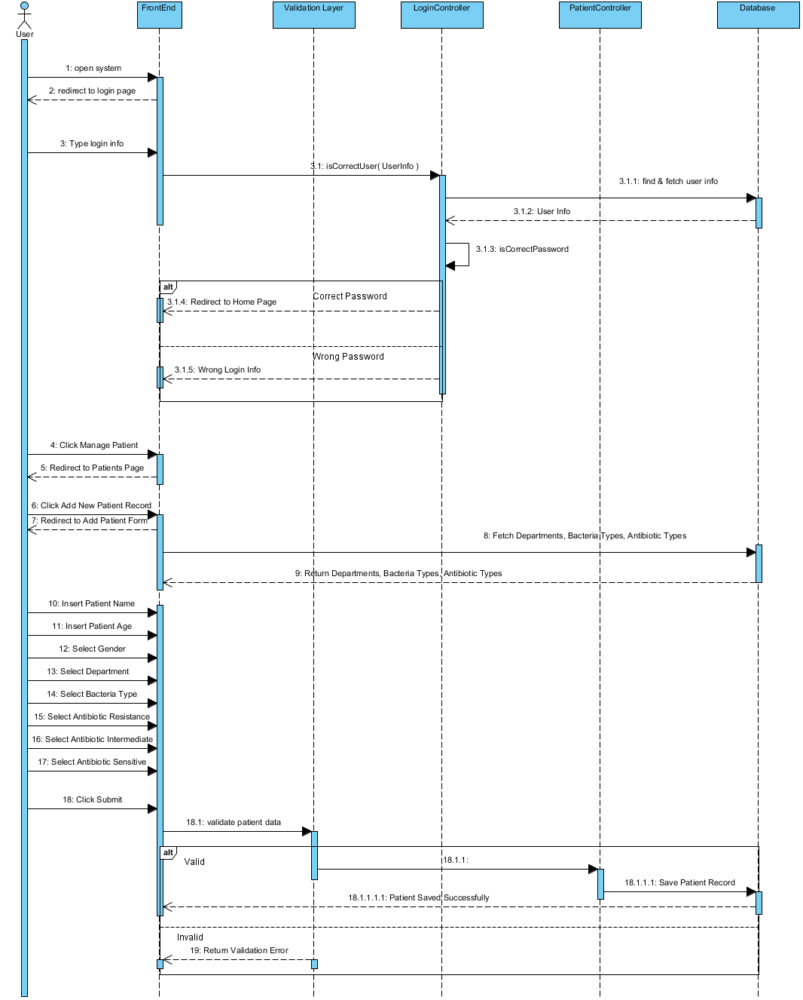 FrontEnd
Validation Layer
LoginController
PatientController
Database
User
1: open system
2: redirect to login page
3: Type login info
3.1: isCorrectUser( UserInfo )
3.1.1: find & fetch user info
3.1.2: User Info
3.1.3: isCorrectPassword
alt
Correct Password
3.1.4: Redirect to Home Page
Wrong Password
3.1.5: Wrong Login Info
4: Click Manage Patient
5: Redirect to Patients Page
6: Click Add New Patient Record
7: Redirect to Add Patient Form
8: Fetch Departments, Bacteria Types, Antibiotic Types
9: Return Departments, Bacteria Types, Antibiotic Types
10: Insert Patient Name
11: Insert Patient Age
12: Select Gender
13: Select Department
14: Select Bacteria Type
15: Select Antibiotic Resistance
16: Select Antibiotic Intermediate
17: Select Antibiotic Sensitive
18: Click Submit
18.1: validate patient data
alt
Valid
18.1.1:
18.1.1.1: Save Patient Record
18.1.1.1.1: Patient Saved Successfully
Invalid
19: Return Validation Error